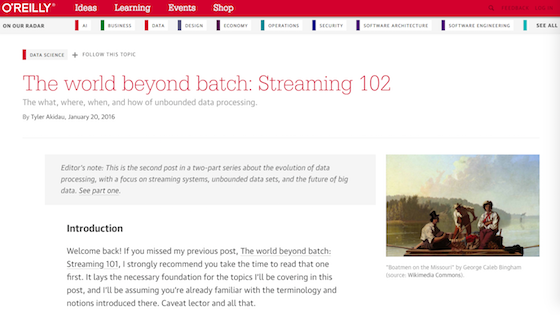 O'REILLY® Ideas Learning Events Shop
ON OUR RADAR AI BUSINESS DATA DESIGN ECONOMY OPERATIONS SECURITY SOFTWARE ARCHITECTURE SOFTWARE ENGINEERING SEE ALL
DATA SCIENCE + FOLLOW THIS TOPIC
The world beyond batch: Streaming 102
The what, where, when, and how of unbounded data processing.
By Tyler Akidau, January 20, 2016
Editor's note: This is the second post in a two-part series about the evolution of data
processing, with a focus on streaming systems, unbounded data sets, and the future of big
data. See part one.
Introduction
Welcome back! If you missed my previous post, The world beyond batch:
Streaming 101, I strongly recommend you take the time to read that one
first. It lays the necessary foundation for the topics I'll be covering in this
post, and I'll be assuming you're already familiar with the terminology and
notions introduced there. Caveat lector and all that.
"Boatmen on the Missouri" by George Caleb Bingham
(source: Wikimedia Commons).